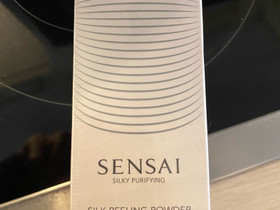 SENSAI
SILKY PURIFYING
SILK PEELING POWDER